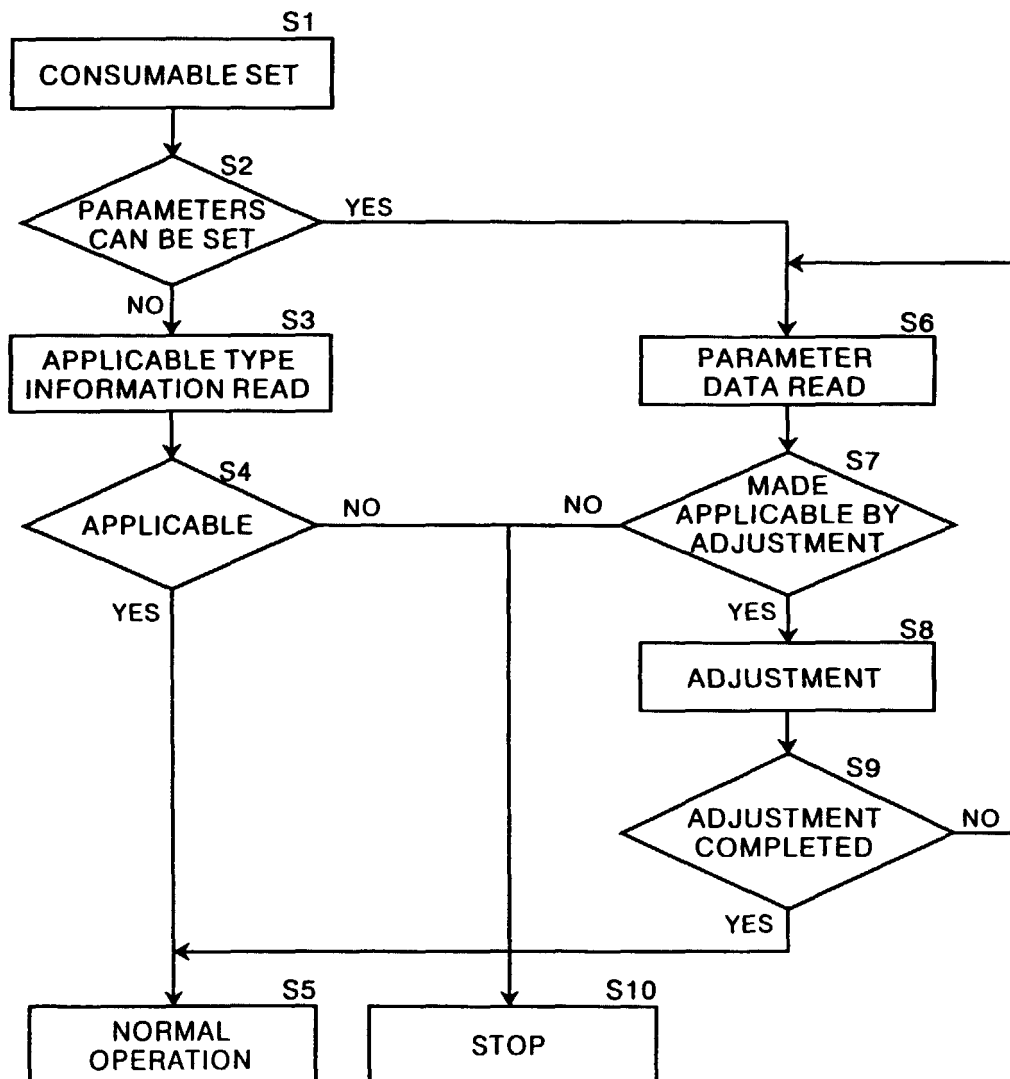 S1
CONSUMABLE SET
S2
PARAMETERS
CAN BE SET
YES
NO
S3
APPLICABLE TYPE
INFORMATION READ
S6
PARAMETER
DATA READ
S4
APPLICABLE
NO
YES
S7
MADE
APPLICABLE BY
ADJUSTMENT
NO
YES
S8
ADJUSTMENT
S9
ADJUSTMENT
COMPLETED
NO
YES
S5
NORMAL
OPERATION
S10
STOP